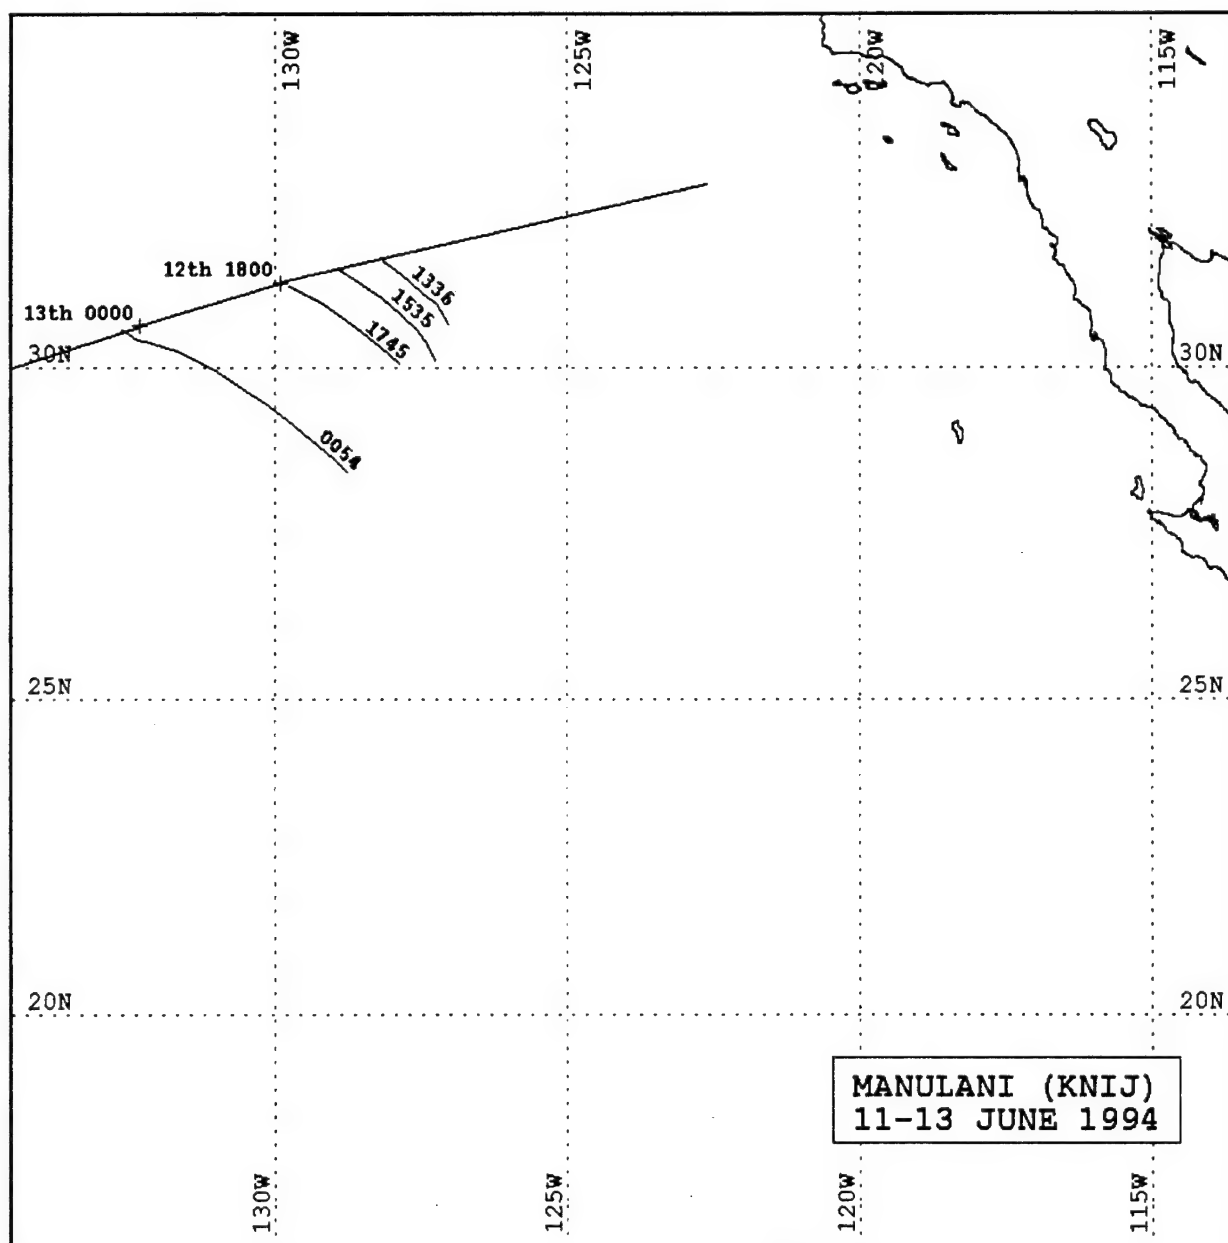 130W
125W
120W
115W
12th 1800
1336
13th 0000
1535
1745
30N
30N
0054
25N
25N
20N
20N
MANULANI (KNIJ)
11-13 JUNE 1994
130W
125W
120W
115W